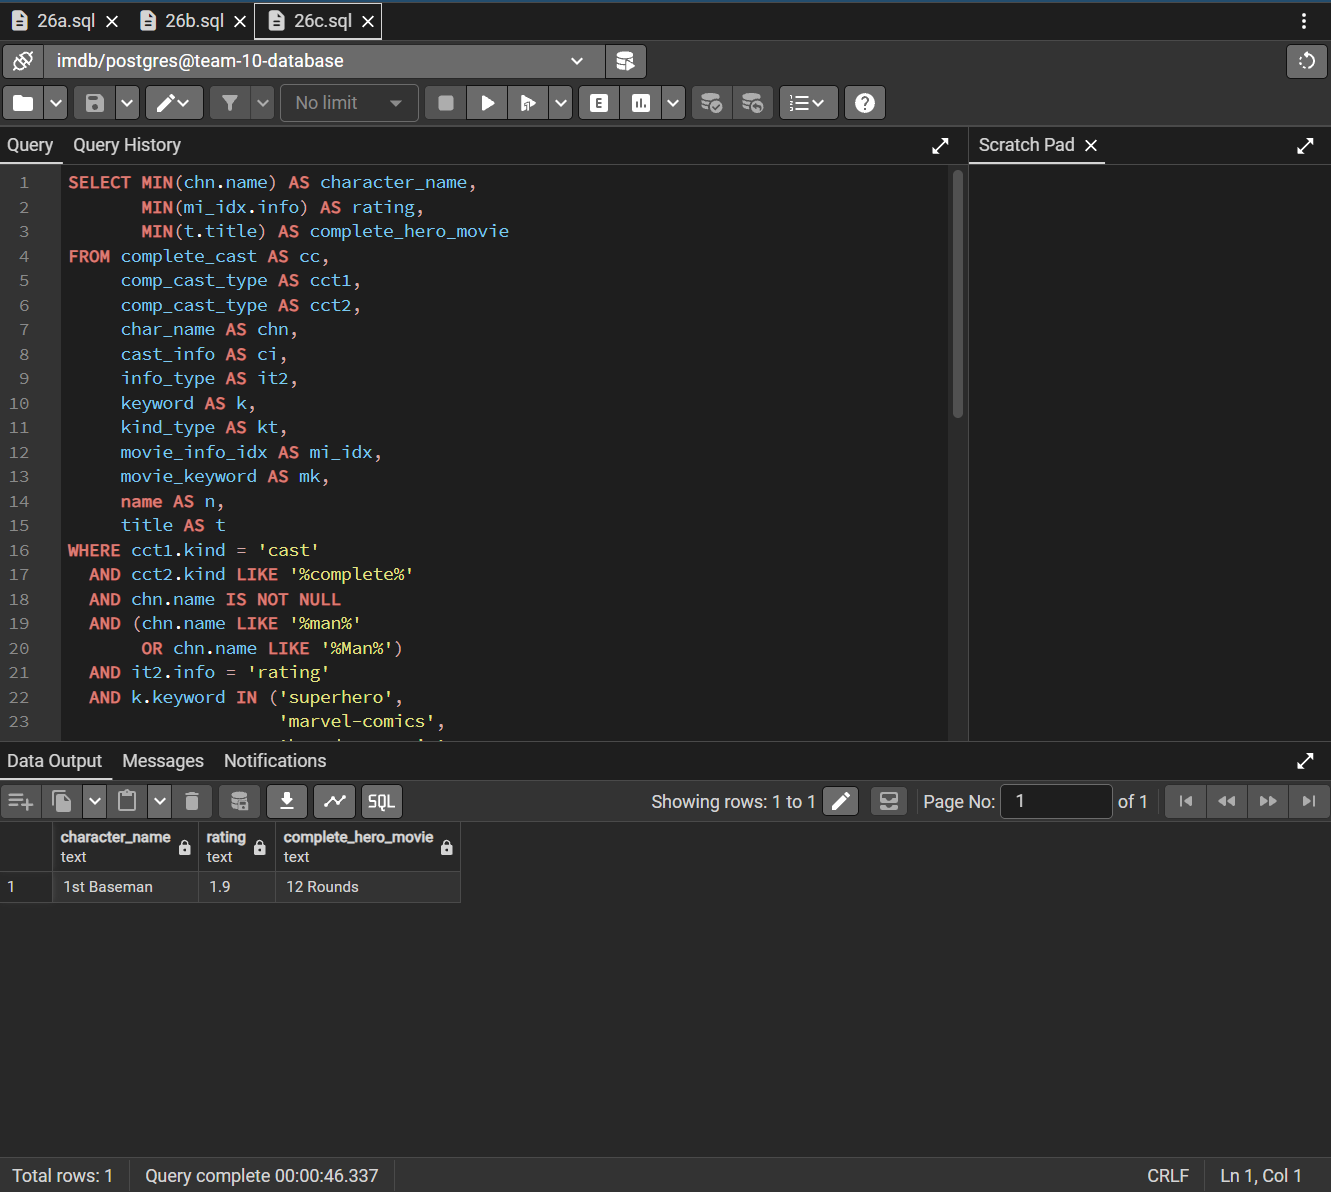 26a.sql 26b.sql 26c.sql
imdb/postgres@team-10-database
No limit
Query Query History Scratch Pad
1 SELECT MIN(chn.name) AS character_name,
2 MIN(mi_idx.info) AS rating,
3 MIN(t.title) AS complete_hero_movie
4 FROM complete_cast AS cc,
5 comp_cast_type AS cct1,
6 comp_cast_type AS cct2,
7 char_name AS chn,
8 cast_info AS ci,
9 info_type AS it2,
10 keyword AS k,
11 kind_type AS kt,
12 movie_info_idx AS mi_idx,
13 movie_keyword AS mk,
14 name AS n,
15 title AS t
16 WHERE cct1.kind = 'cast'
17 AND cct2.kind LIKE '%complete%'
18 AND chn.name IS NOT NULL
19 AND (chn.name LIKE '%man%'
20 OR chn.name LIKE '%Man%')
21 AND it2.info = 'rating'
22 AND k.keyword IN ('superhero',
23 'marvel-comics',
Data Output Messages Notifications
SQL Showing rows: 1 to 1 Page No: 1 of 1
character_name rating complete_hero_movie
text text text
1 1st Baseman 1.9 12 Rounds
Total rows: 1 Query complete 00:00:46.337 CRLF Ln 1, Col 1